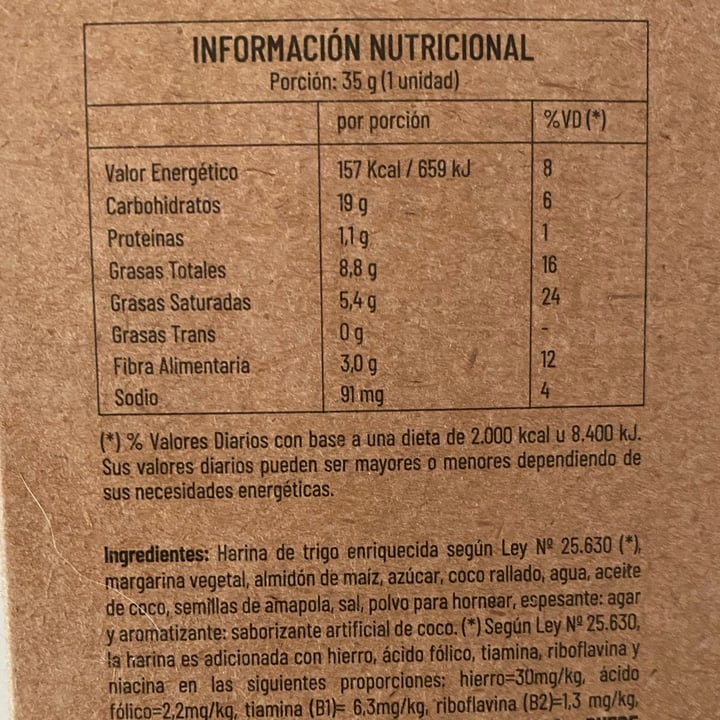 INFORMACIÓN NUTRICIONAL
Porción: 35 g (1 unidad)
por porción %VD (*)
Valor Energético 157 Kcal / 659 kJ 8
Carbohidratos 19 g 6
Proteínas 1,1 g 1
Grasas Totales 8,8 g 16
Grasas Saturadas 5,4 g 24
Grasas Trans 0 g -
Fibra Alimentaria 3,0 g 12
Sodio 91 mg 4
(*) % Valores Diarios con base a una dieta de 2.000 kcal u 8.400 kJ.
Sus valores diarios pueden ser mayores o menores dependiendo de
sus necesidades energéticas.
Ingredientes: Harina de trigo enriquecida según Ley Nº 25.630 (*),
margarina vegetal, almidón de maíz, azúcar, coco rallado, agua, aceite
de coco, semillas de amapola, sal, polvo para hornear, espesante: agar
y aromatizante: saborizante artificial de coco. (*) Según Ley Nº 25.630,
la harina es adicionada con hierro, ácido fólico, tiamina, riboflavina y
niacina en las siguientes proporciones: hierro=30mg/kg, ácido
fólico=2,2mg/kg, tiamina (B1)= 6,3mg/kg, riboflavina (B2)=1,3 mg/kg,